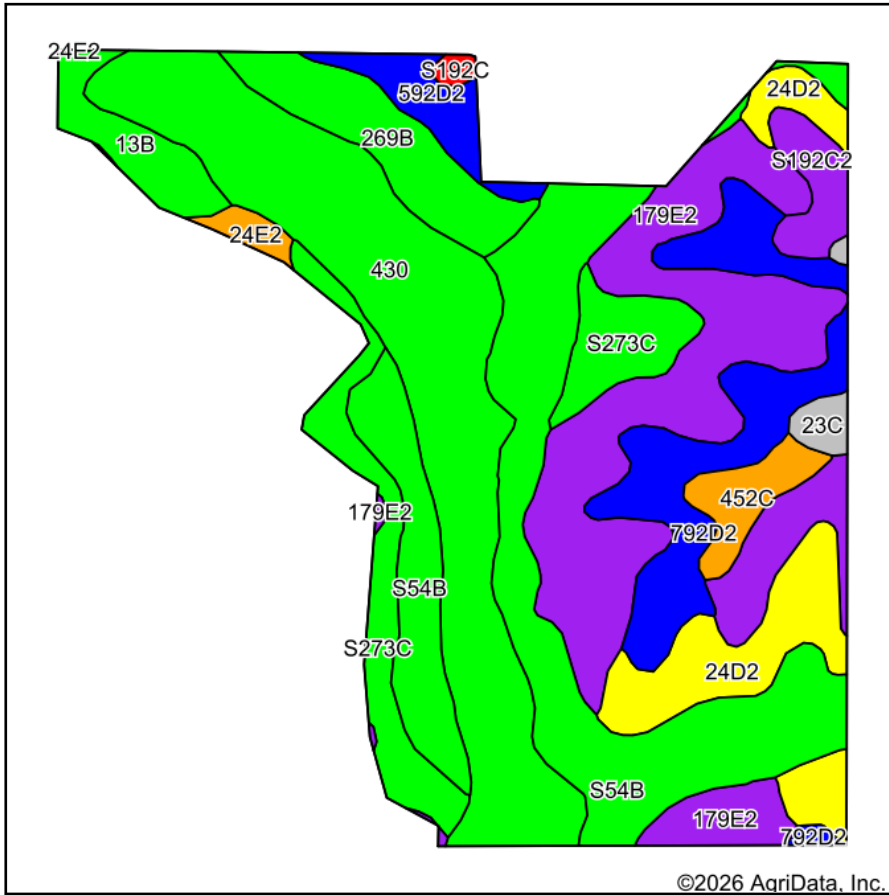 24E2
S192C
592D2
24D2
13B
269B
S192C2
179E2
24E2
430
S273C
23C
452C
179E2
792D2
S54B
S273C
24D2
S54B
179E2
792D2
©2026 AgriData, Inc.